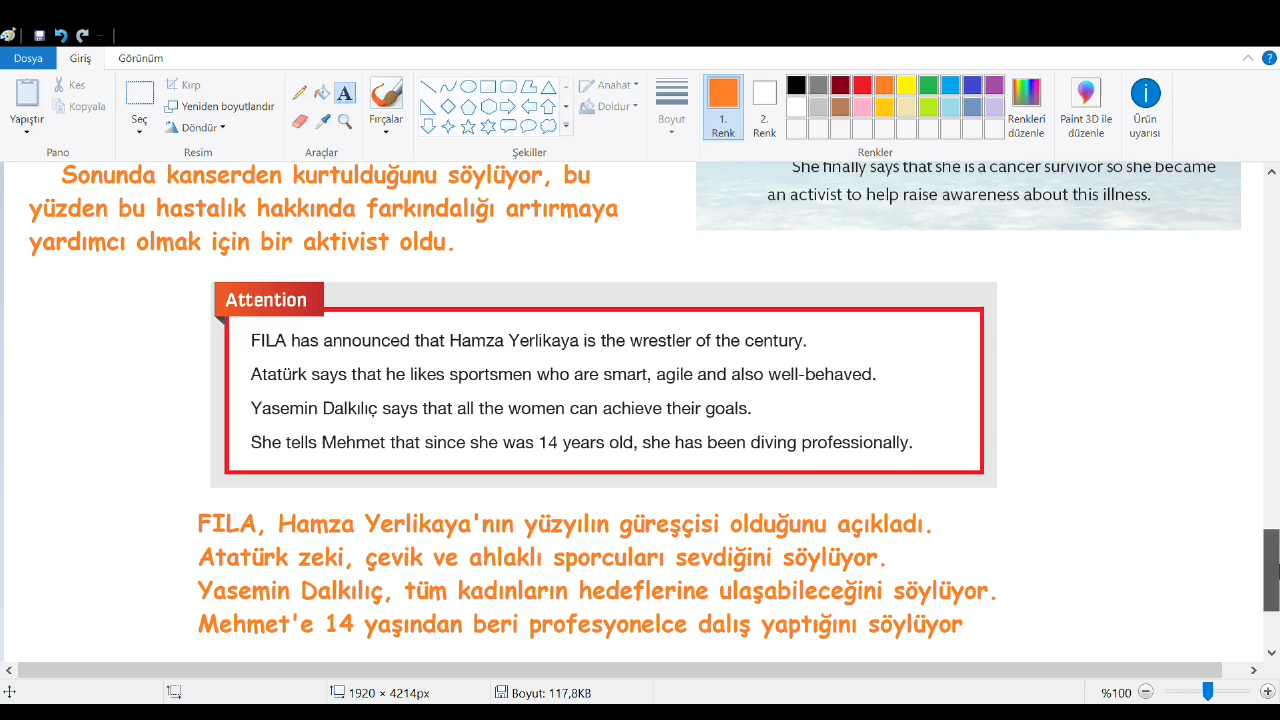 Dosya Giriş Görünüm
Yapıştır
Kes
Kopyala
Seç
Kırp
Yeniden boyutlandır
Döndür
A
Fırçalar
Anahat
Doldur
Boyut
1. Renk
2. Renk
Renkleri düzenle
Paint 3D ile düzenle
Ürün uyarısı
Pano Resim Araçlar Şekiller Renkler
Sonunda kanserden kurtulduğunu söylüyor, bu
yüzden bu hastalık hakkında farkındalığı artırmaya
yardımcı olmak için bir aktivist oldu.
She finally says that she is a cancer survivor so she became
an activist to help raise awareness about this illness.
Attention
FILA has announced that Hamza Yerlikaya is the wrestler of the century.
Atatürk says that he likes sportsmen who are smart, agile and also well-behaved.
Yasemin Dalkılıç says that all the women can achieve their goals.
She tells Mehmet that since she was 14 years old, she has been diving professionally.
FILA, Hamza Yerlikaya'nın yüzyılın güreşçisi olduğunu açıkladı.
Atatürk zeki, çevik ve ahlaklı sporcuları sevdiğini söylüyor.
Yasemin Dalkılıç, tüm kadınların hedeflerine ulaşabileceğini söylüyor.
Mehmet'e 14 yaşından beri profesyonelce dalış yaptığını söylüyor
1920 × 4214px Boyut: 117,8KB %100